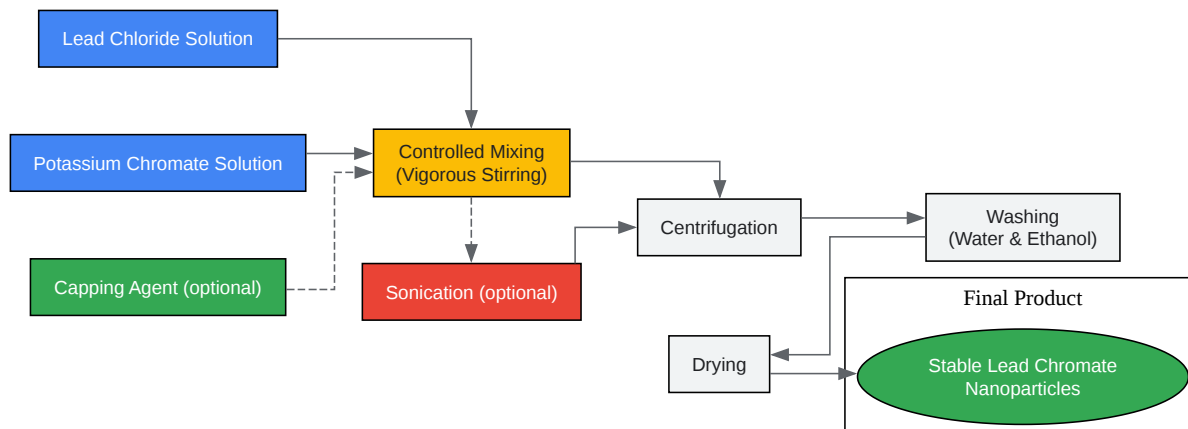 Lead Chloride Solution
Potassium Chromate Solution
Controlled Mixing
(Vigorous Stirring)
Capping Agent (optional)
Sonication (optional)
Centrifugation
Washing
(Water & Ethanol)
Drying
Final Product
Stable Lead Chromate
Nanoparticles